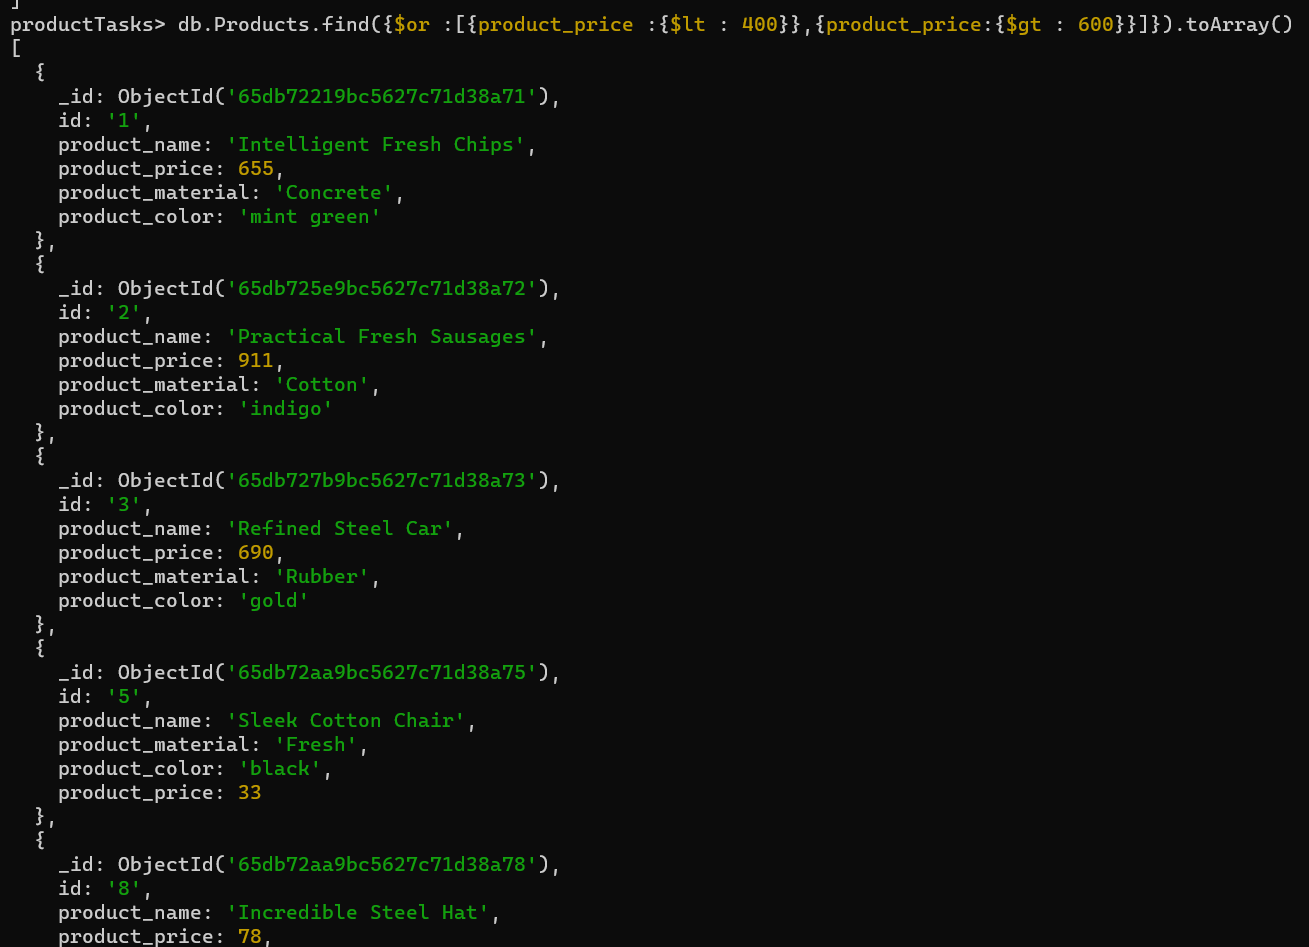 ]
productTasks> db.Products.find({$or :[{product_price :{$lt : 400}},{product_price:{$gt : 600}}]}).toArray()
[
  {
    _id: ObjectId('65db72219bc5627c71d38a71'),
    id: '1',
    product_name: 'Intelligent Fresh Chips',
    product_price: 655,
    product_material: 'Concrete',
    product_color: 'mint green'
  },
  {
    _id: ObjectId('65db725e9bc5627c71d38a72'),
    id: '2',
    product_name: 'Practical Fresh Sausages',
    product_price: 911,
    product_material: 'Cotton',
    product_color: 'indigo'
  },
  {
    _id: ObjectId('65db727b9bc5627c71d38a73'),
    id: '3',
    product_name: 'Refined Steel Car',
    product_price: 690,
    product_material: 'Rubber',
    product_color: 'gold'
  },
  {
    _id: ObjectId('65db72aa9bc5627c71d38a75'),
    id: '5',
    product_name: 'Sleek Cotton Chair',
    product_material: 'Fresh',
    product_color: 'black',
    product_price: 33
  },
  {
    _id: ObjectId('65db72aa9bc5627c71d38a78'),
    id: '8',
    product_name: 'Incredible Steel Hat',
    product_price: 78,